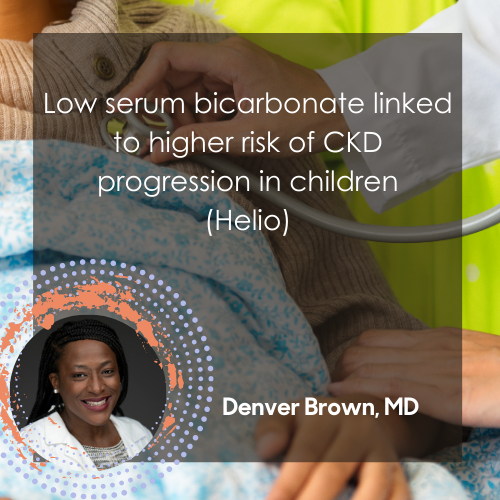 Low serum bicarbonate linked
to higher risk of CKD
progression in children
(Helio)
Denver Brown, MD